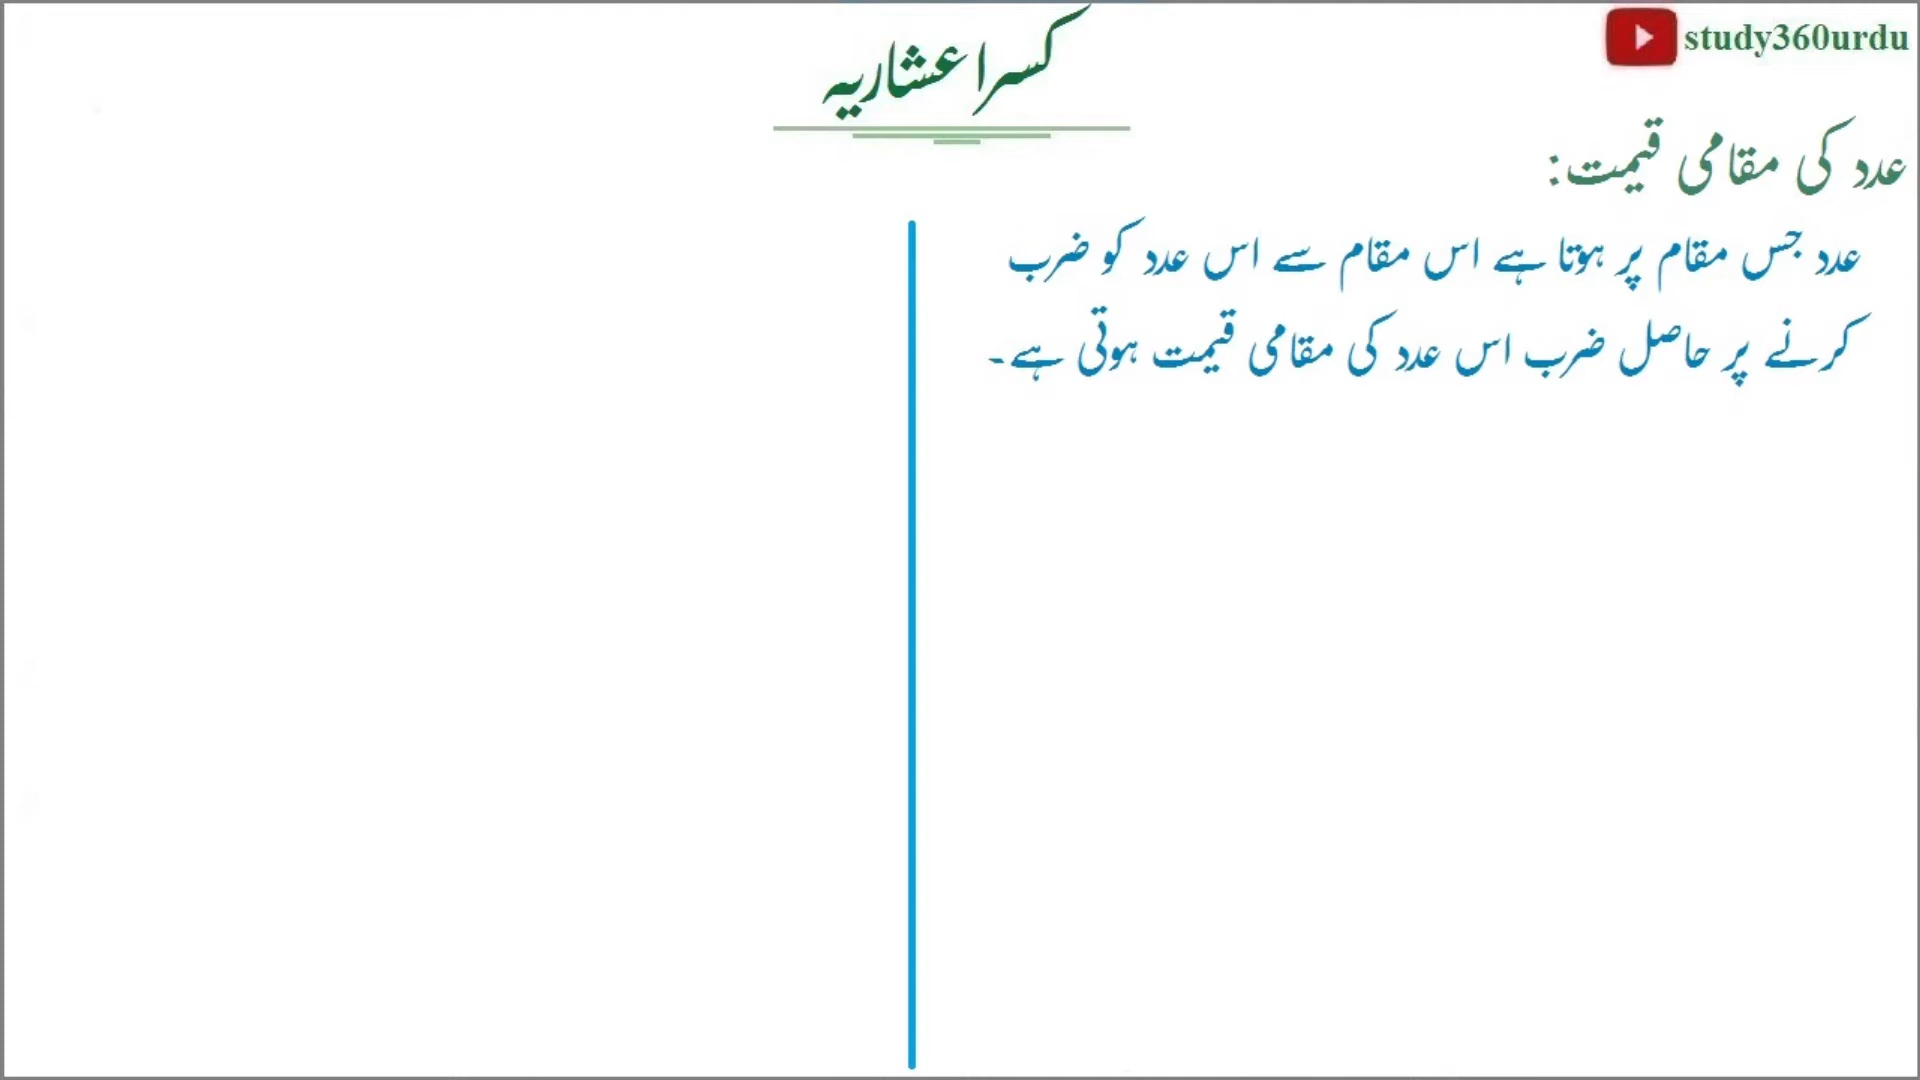 کسر اعشاریہ
study360urdu
عدد کی مقامی قیمت:
عدد جس مقام پر ہوتا ہے اس مقام سے اس عدد کو ضرب
کرنے پر حاصل ضرب اس عدد کی مقامی قیمت ہوتی ہے۔